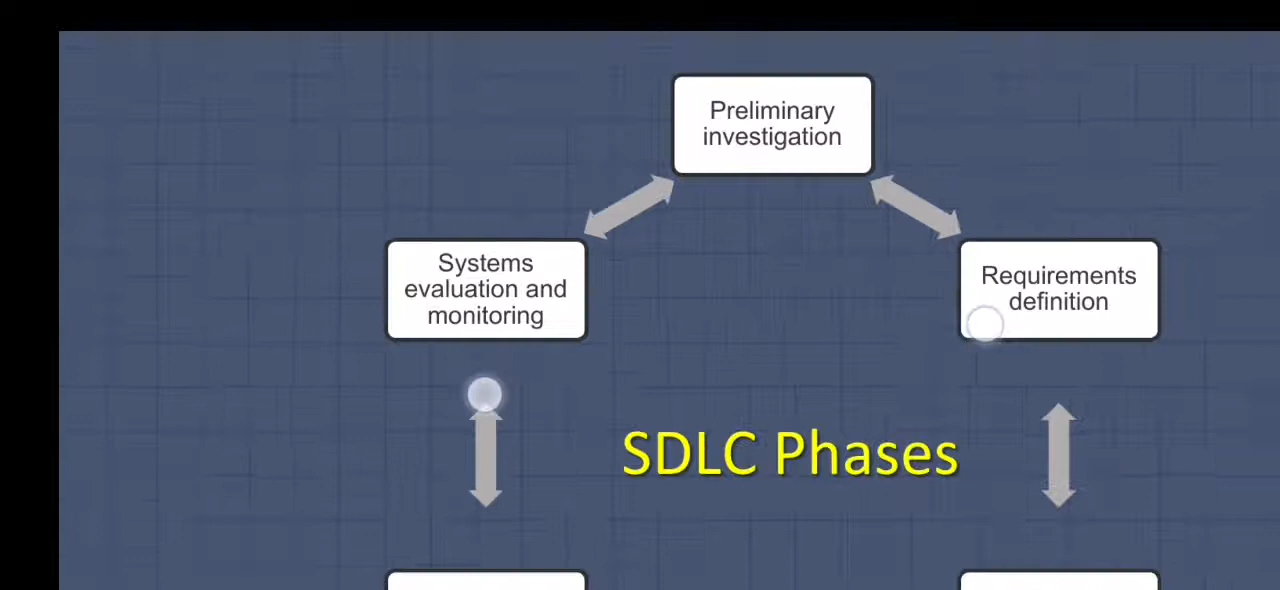 Preliminary
investigation
Systems
evaluation and
monitoring
Requirements
definition
SDLC Phases